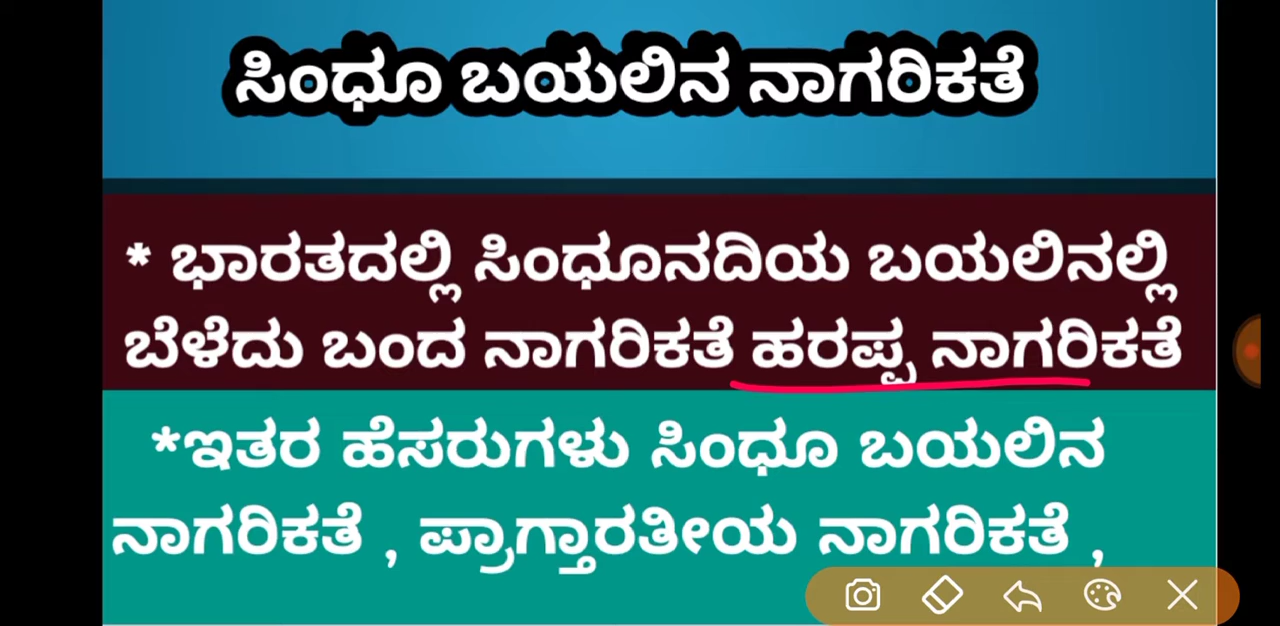 ಸಿಂಧೂ ಬಯಲಿನ ನಾಗರಿಕತೆ
* ಭಾರತದಲ್ಲಿ ಸಿಂಧೂನದಿಯ ಬಯಲಿನಲ್ಲಿ
ಬೆಳೆದು ಬಂದ ನಾಗರಿಕತೆ ಹರಪ್ಪ ನಾಗರಿಕತೆ
*ಇತರ ಹೆಸರುಗಳು ಸಿಂಧೂ ಬಯಲಿನ
ನಾಗರಿಕತೆ , ಪ್ರಾಗ್ತಾರತೀಯ ನಾಗರಿಕತೆ ,